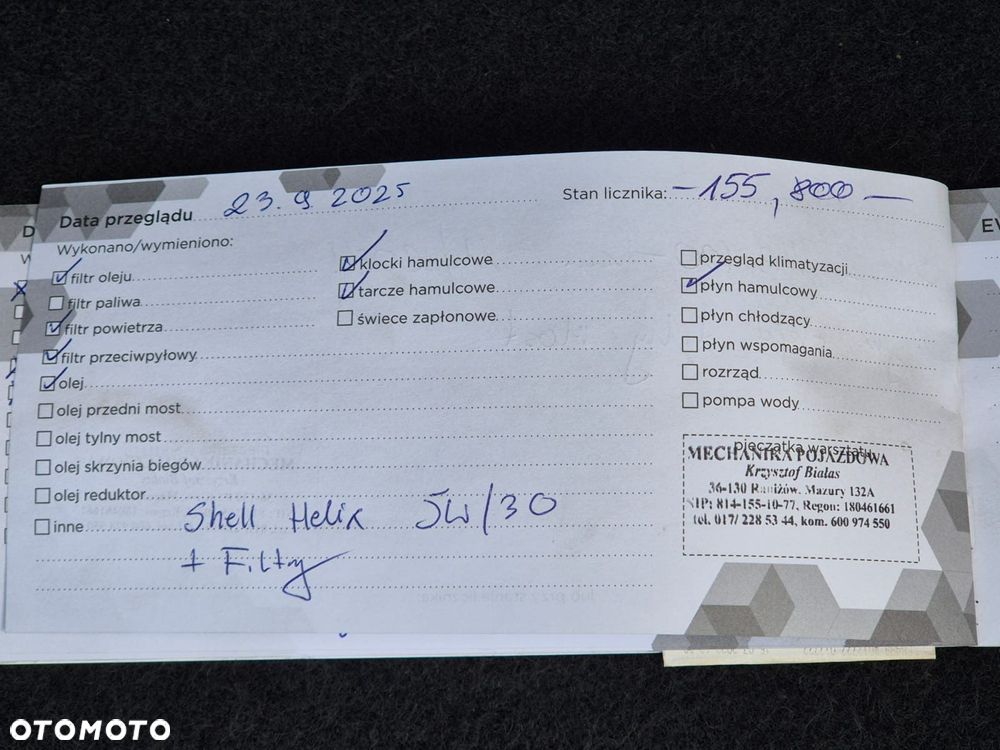 Data przeglądu 23.9 2025
Stan licznika: -155,800-
Wykonano/wymieniono:
filtr oleju
filtr paliwa
filtr powietrza
filtr przeciwpyłowy
olej
olej przedni most
olej tylny most
olej skrzynia biegów
olej reduktor
inne
Shell Helix 5W/30
+ Filtry
klocki hamulcowe
tarcze hamulcowe
świece zapłonowe
przegląd klimatyzacji
płyn hamulcowy
płyn chłodzący
płyn wspomagania
rozrząd
pompa wody
pieczątka warsztatu
MECHANIKA POJAZDOWA
Krzysztof Białas
36-130 Raniżów, Mazury 132A
NIP: 814-155-10-77, Regon: 180461661
tel. 017/ 228 53 44, kom. 600 974 550
OTOMOTO